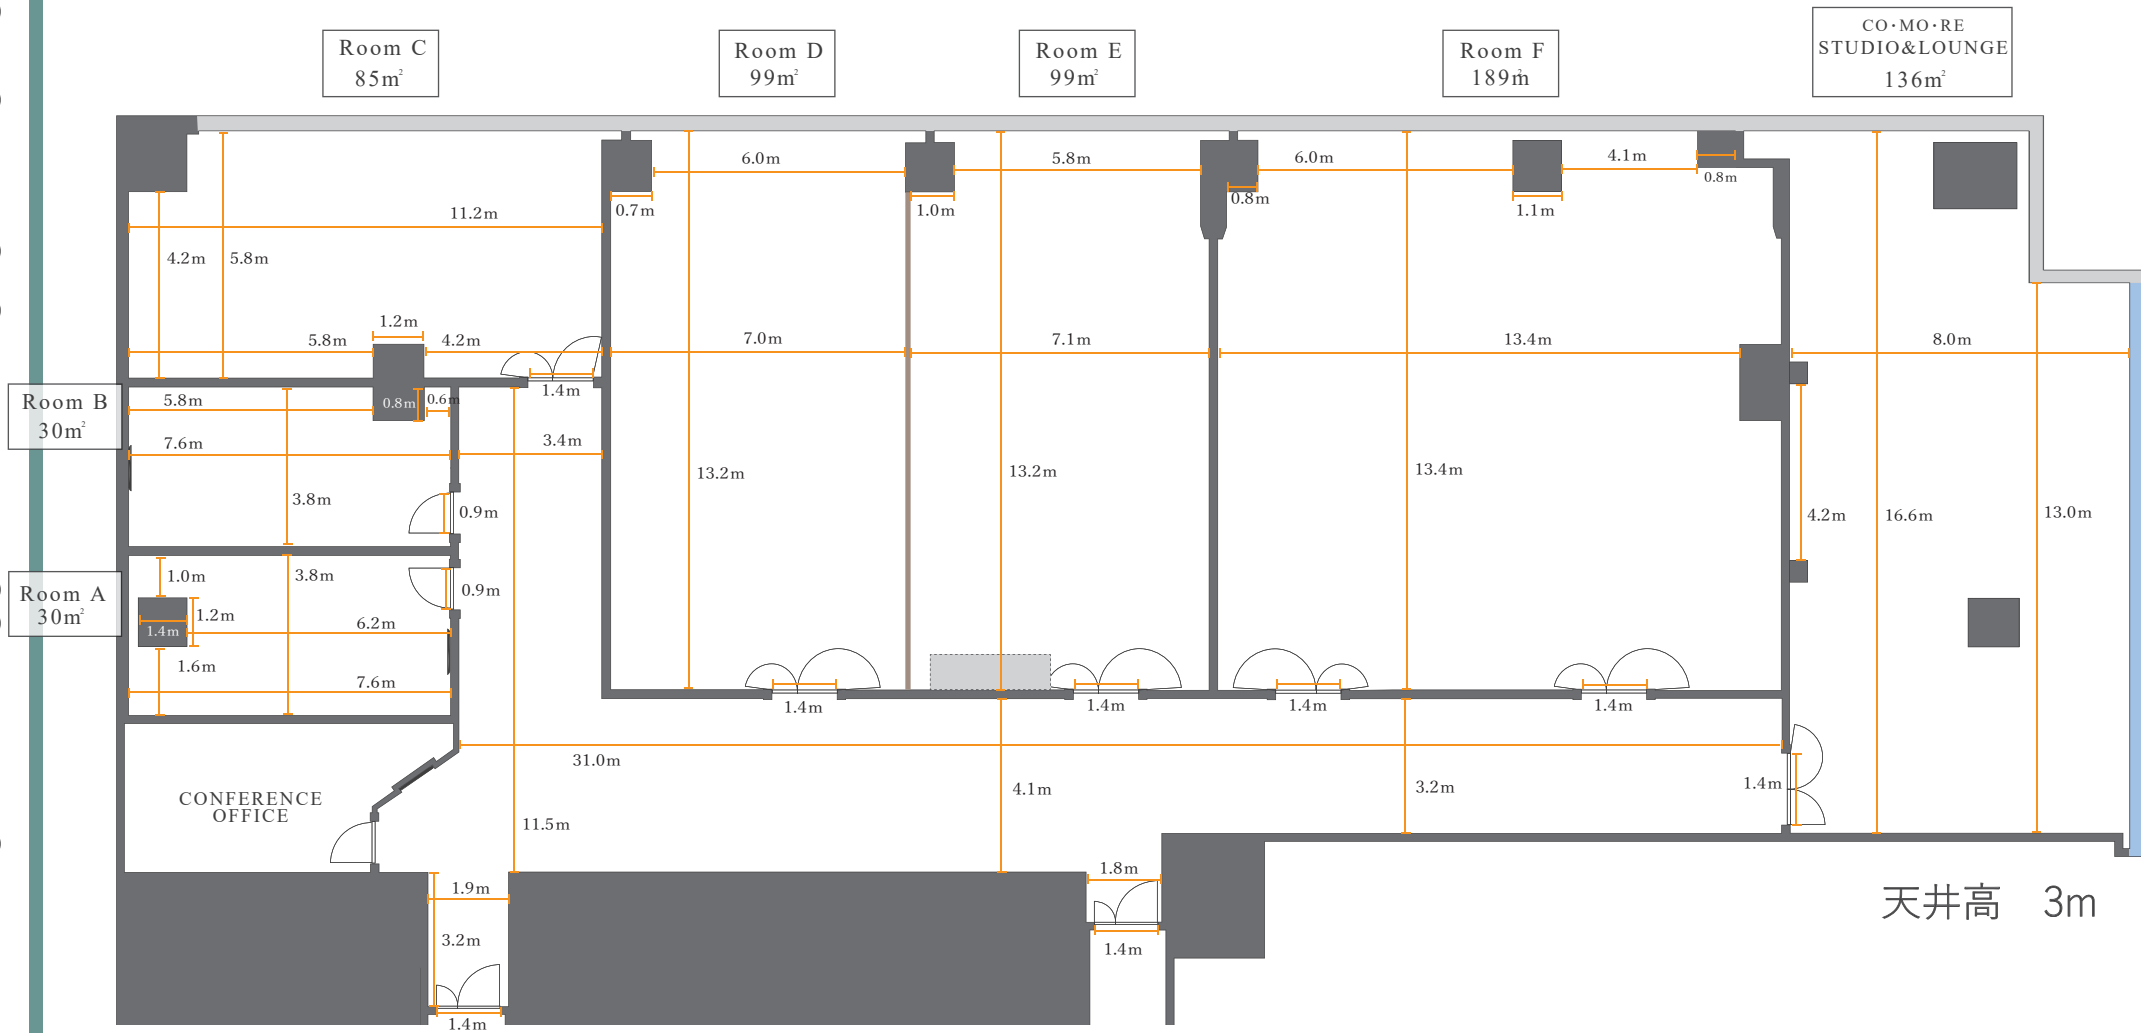 Room C
85㎡
Room D
99㎡
Room E
99㎡
Room F
189㎡
CO・MO・RE
STUDIO&LOUNGE
136㎡
6.0m
5.8m
6.0m
4.1m
0.8m
0.7m
1.0m
0.8m
1.1m
11.2m
4.2m
5.8m
1.2m
5.8m
4.2m
7.0m
7.1m
13.4m
8.0m
1.4m
Room B
30㎡
5.8m
0.8m
0.6m
7.6m
3.4m
3.8m
0.9m
13.2m
13.2m
13.4m
4.2m
16.6m
13.0m
Room A
30㎡
1.0m
3.8m
0.9m
1.2m
1.4m
6.2m
1.6m
7.6m
1.4m
1.4m
1.4m
1.4m
31.0m
4.1m
3.2m
1.4m
CONFERENCE
OFFICE
11.5m
1.9m
3.2m
1.4m
1.8m
1.4m
天井高　3m